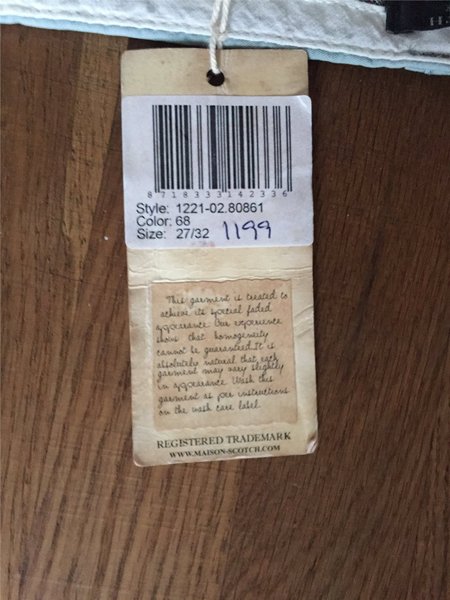 8718333142336
Style: 1221-02.80861
Color: 68
Size: 27/32 1199
This garment is treated to
achieve its special faded
appearance. Our experience
shows that homogeneity
cannot be guaranteed. It is
absolutely natural that each
garment may vary slightly
in appearance. Wash this
garment as per instructions
on the wash care label.
REGISTERED TRADEMARK
WWW.MAISON-SCOTCH.COM